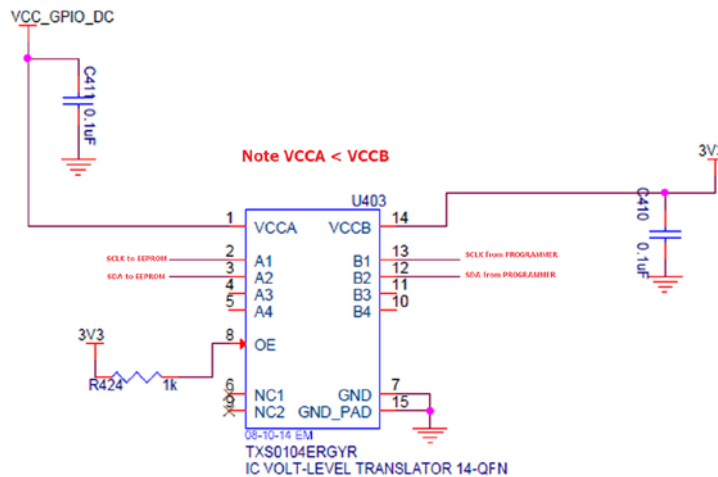 VCC_GPIO_DC
C411
0.1uF
Note VCCA < VCCB
3V3
U403
C410
0.1uF
1 VCCA VCCB 14
SCLK to EEPROM 2 A1 B1 13 SCLK from PROGRAMMER
SDA to EEPROM 3 A2 B2 12 SDA from PROGRAMMER
4 A3 B3 11
5 A4 B4 10
3V3
8 OE
R424 1k
6 NC1 GND 7
9 NC2 GND_PAD 15
08-10-14 EM
TXS0104ERGYR
IC VOLT-LEVEL TRANSLATOR 14-QFN